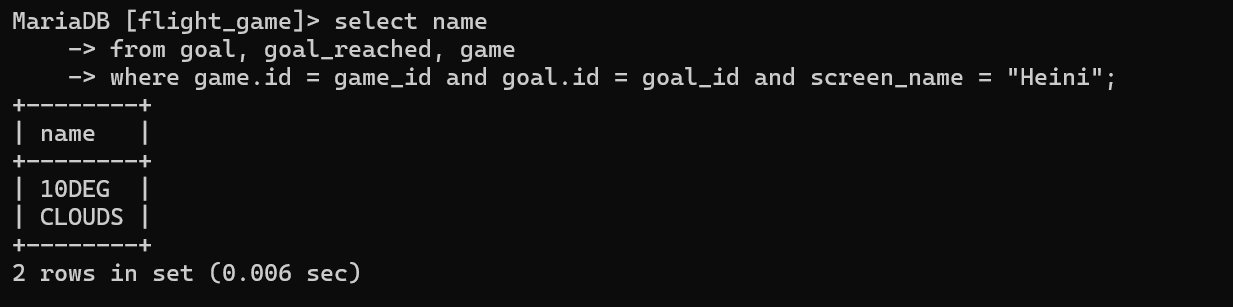 MariaDB [flight_game]> select name
    -> from goal, goal_reached, game
    -> where game.id = game_id and goal.id = goal_id and screen_name = "Heini";
+--------+
| name   |
+--------+
| 10DEG  |
| CLOUDS |
+--------+
2 rows in set (0.006 sec)